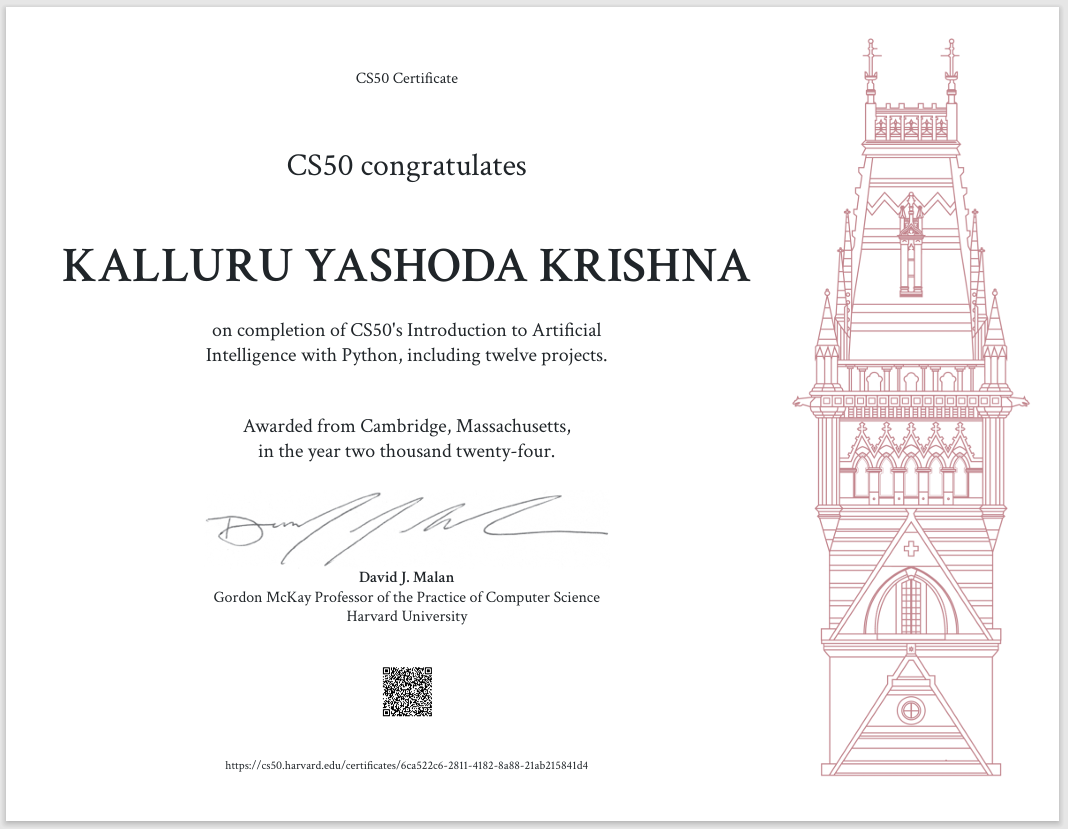 CS50 Certificate
CS50 congratulates
KALLURU YASHODA KRISHNA
on completion of CS50's Introduction to Artificial
Intelligence with Python, including twelve projects.
Awarded from Cambridge, Massachusetts,
in the year two thousand twenty-four.
David J. Malan
Gordon McKay Professor of the Practice of Computer Science
Harvard University
https://cs50.harvard.edu/certificates/6ca522c6-2811-4182-8a88-21ab215841d4